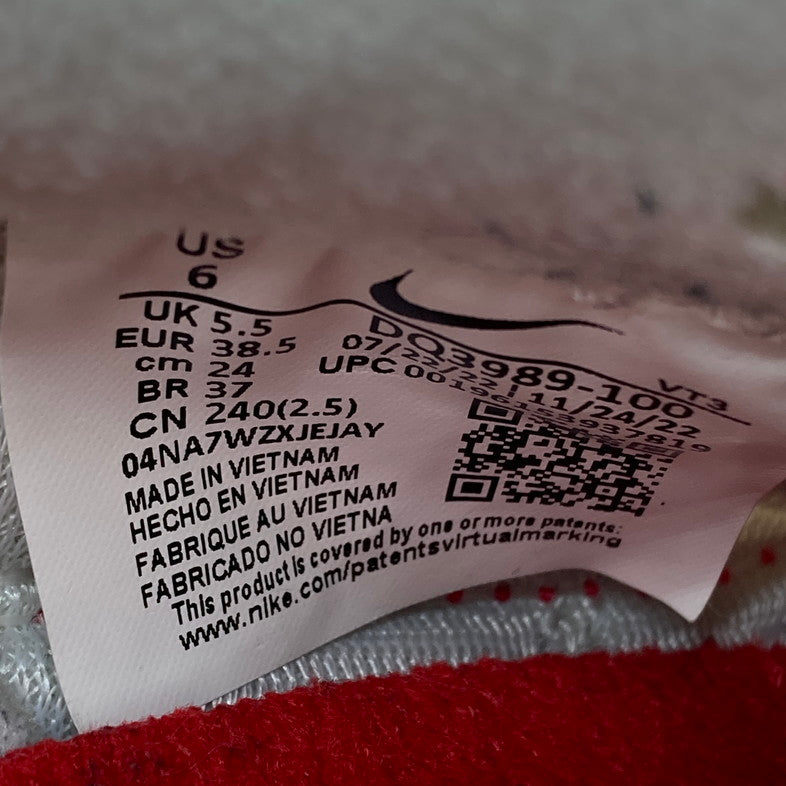 US
6
UK 5.5
EUR 38.5
cm 24
BR 37
CN 240(2.5)
04NA7WZXJEJAY
MADE IN VIETNAM
HECHO EN VIETNAM
FABRIQUE AU VIETNAM
FABRICADO NO VIETNA
This product is covered by one or more patents:
www.nike.com/patentsvirtualmarking
DQ3989-100 VT3
07/22/22 11/24/22
UPC